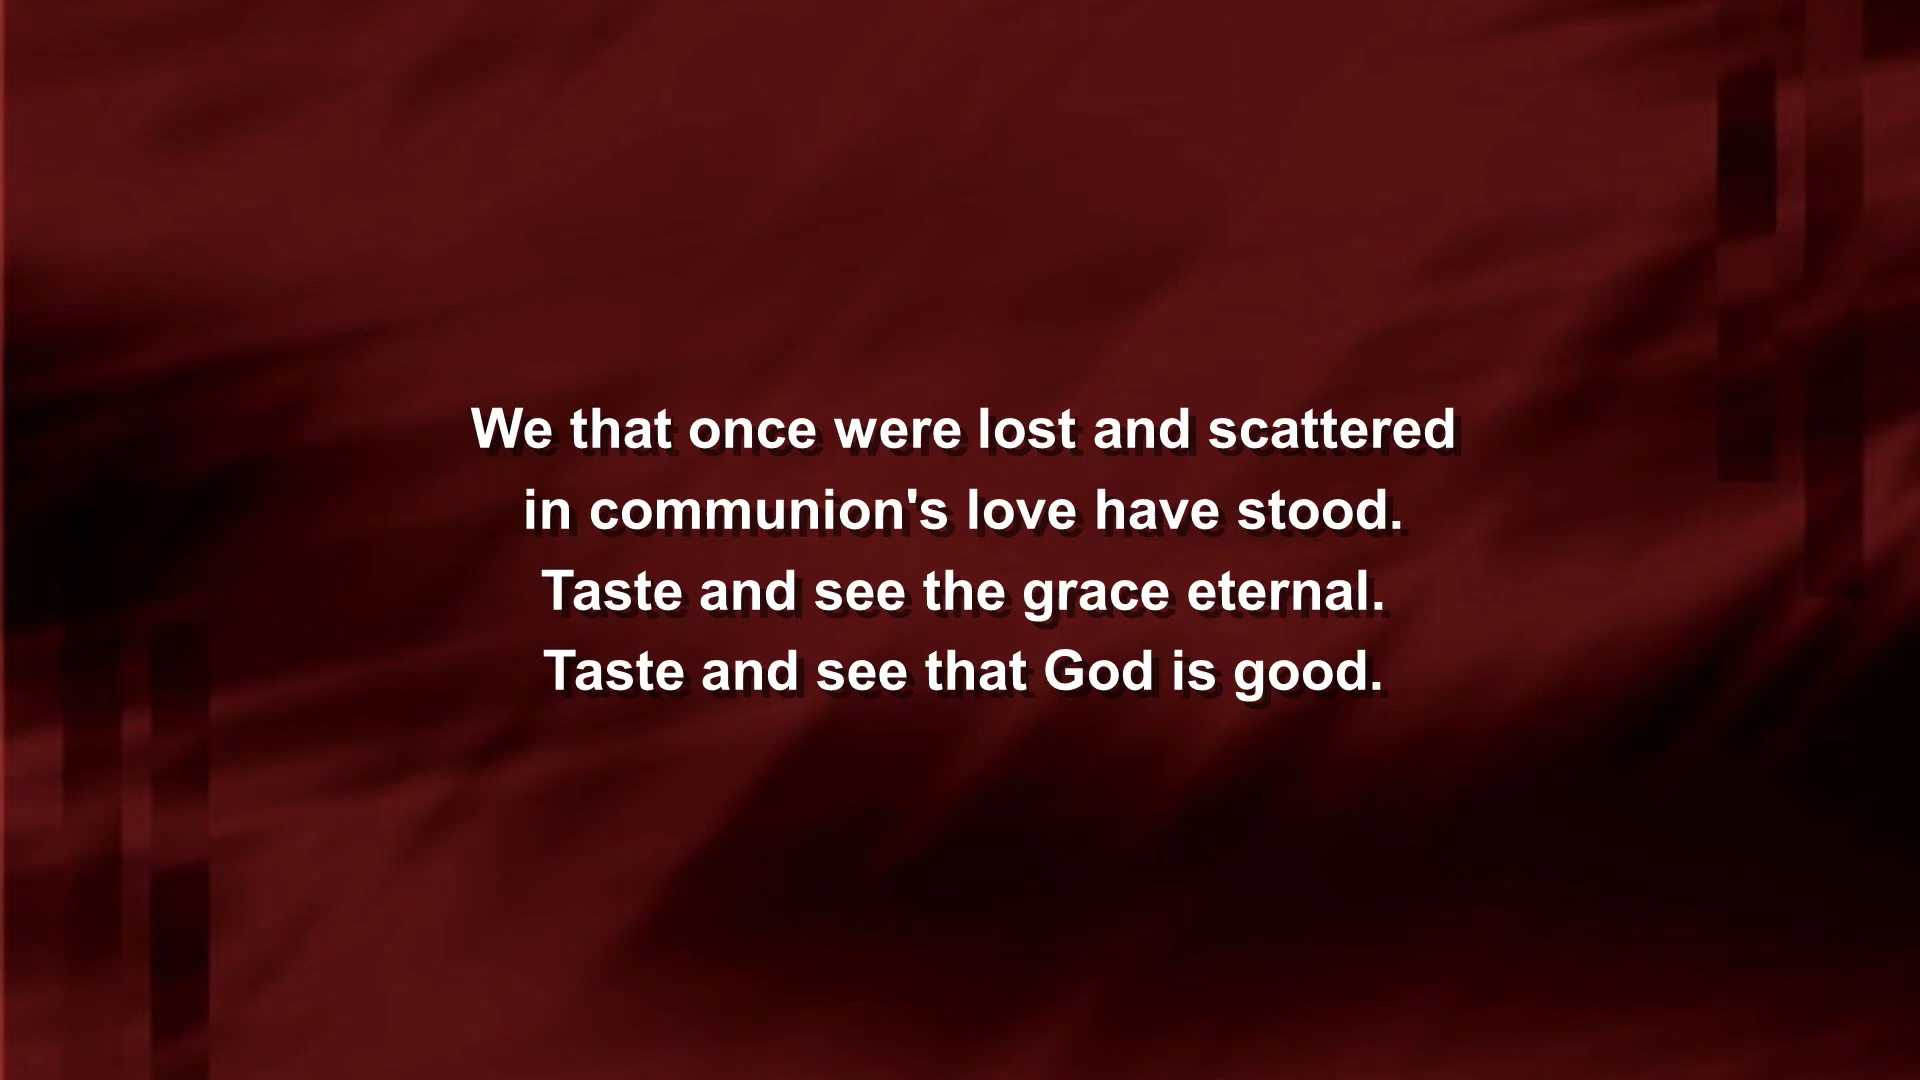 We that once were lost and scattered
in communion's love have stood.
Taste and see the grace eternal.
Taste and see that God is good.